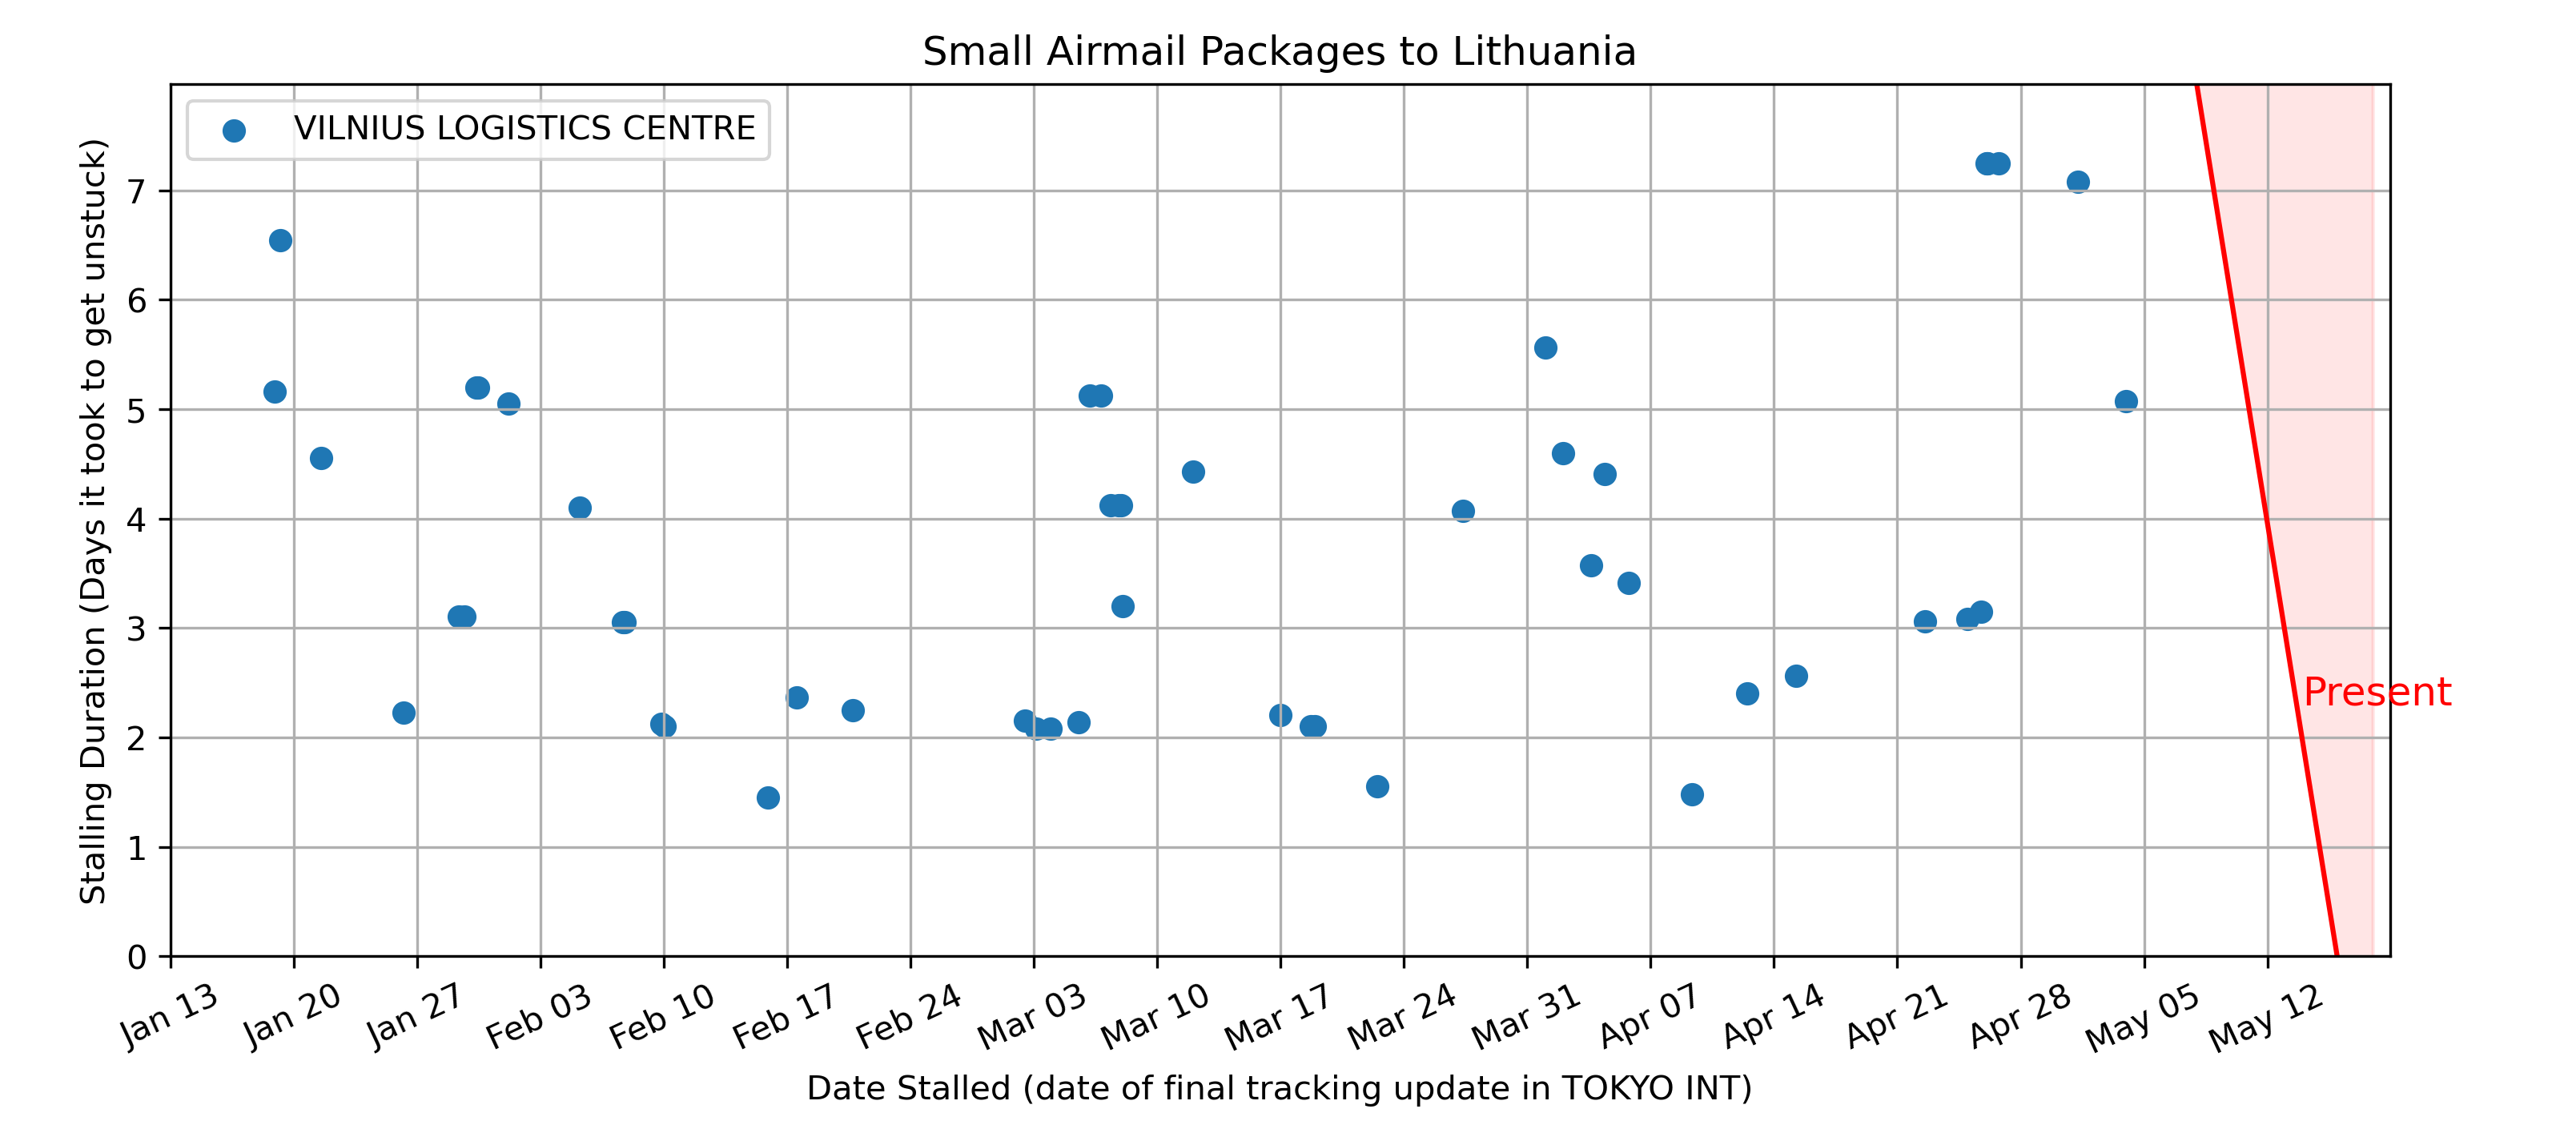 Small Airmail Packages to Lithuania
VILNIUS LOGISTICS CENTRE
Stalling Duration (Days it took to get unstuck)
7
6
5
4
3
2
1
0
Present
Jan 13
Jan 20
Jan 27
Feb 03
Feb 10
Feb 17
Feb 24
Mar 03
Mar 10
Mar 17
Mar 24
Mar 31
Apr 07
Apr 14
Apr 21
Apr 28
May 05
May 12
Date Stalled (date of final tracking update in TOKYO INT)